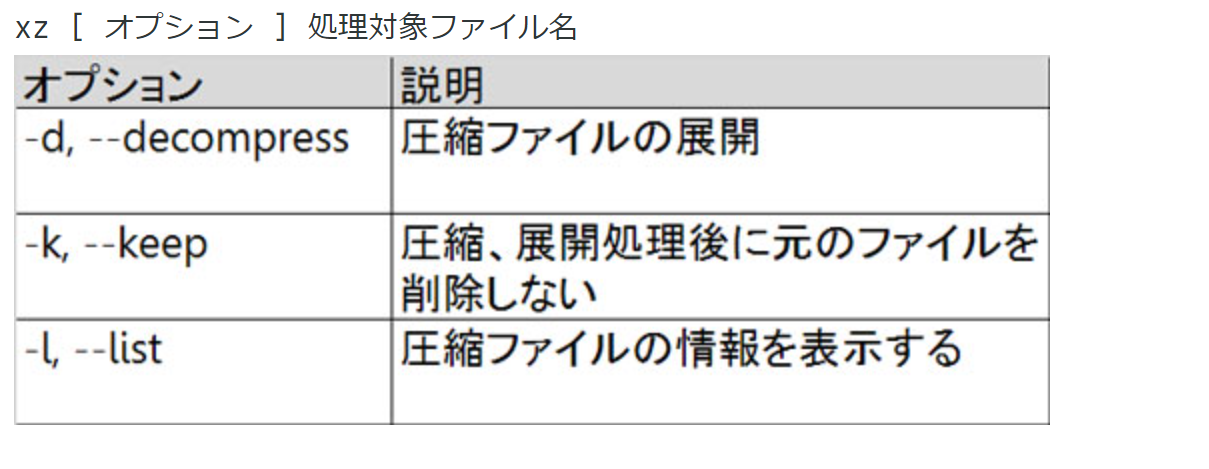 xz [ オプション ] 処理対象ファイル名
オプション 説明
-d, --decompress 圧縮ファイルの展開
-k, --keep 圧縮、展開処理後に元のファイルを
削除しない
-l, --list 圧縮ファイルの情報を表示する